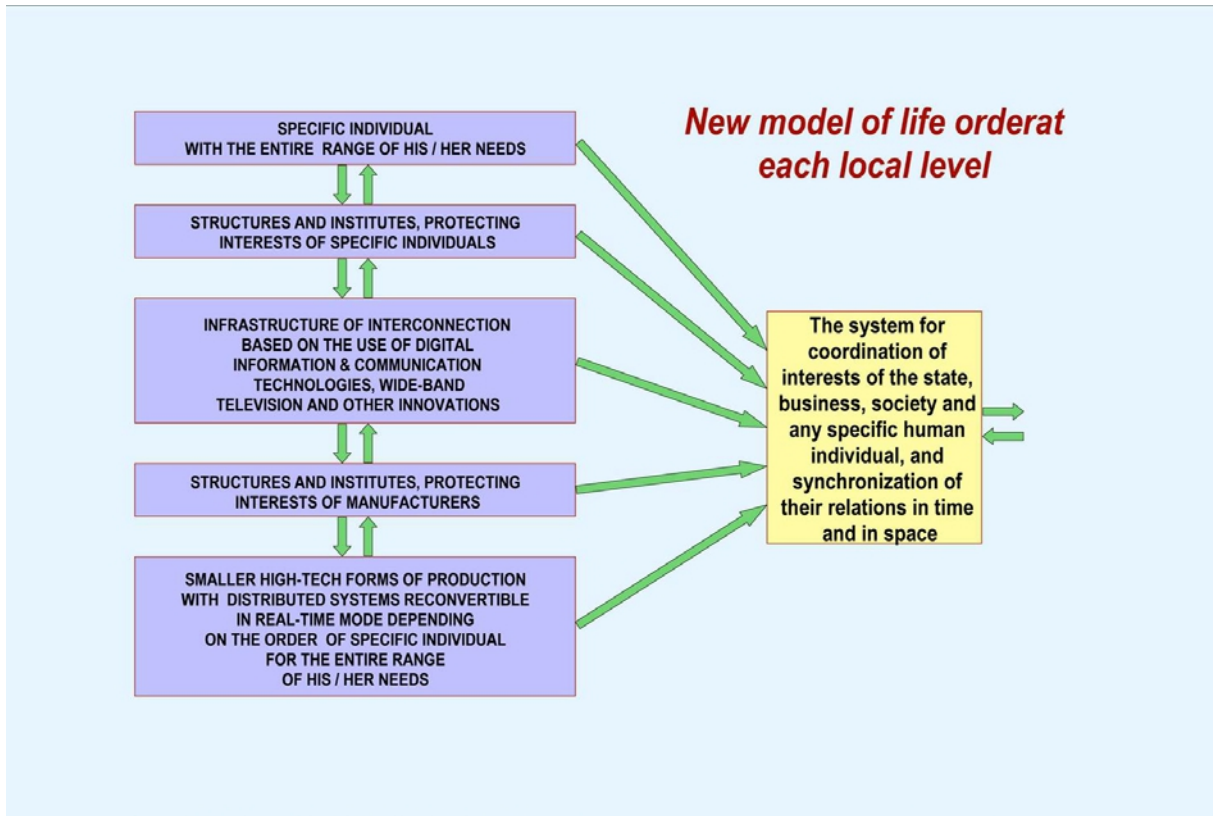 New model of life orderat
each local level
SPECIFIC INDIVIDUAL
WITH THE ENTIRE RANGE OF HIS / HER NEEDS
STRUCTURES AND INSTITUTES, PROTECTING
INTERESTS OF SPECIFIC INDIVIDUALS
INFRASTRUCTURE OF INTERCONNECTION
BASED ON THE USE OF DIGITAL
INFORMATION & COMMUNICATION
TECHNOLOGIES, WIDE-BAND
TELEVISION AND OTHER INNOVATIONS
STRUCTURES AND INSTITUTES, PROTECTING
INTERESTS OF MANUFACTURERS
SMALLER HIGH-TECH FORMS OF PRODUCTION
WITH DISTRIBUTED SYSTEMS RECONVERTIBLE
IN REAL-TIME MODE DEPENDING
ON THE ORDER OF SPECIFIC INDIVIDUAL
FOR THE ENTIRE RANGE
OF HIS / HER NEEDS
The system for
coordination of
interests of the state,
business, society and
any specific human
individual, and
synchronization of
their relations in time
and in space